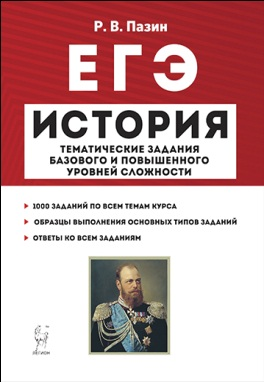 Р. В. Пазин
ЕГЭ
ИСТОРИЯ
ТЕМАТИЧЕСКИЕ ЗАДАНИЯ
БАЗОВОГО И ПОВЫШЕННОГО
УРОВНЕЙ СЛОЖНОСТИ
1000 ЗАДАНИЙ ПО ВСЕМ ТЕМАМ КУРСА
ОБРАЗЦЫ ВЫПОЛНЕНИЯ ОСНОВНЫХ ТИПОВ ЗАДАНИЙ
ОТВЕТЫ КО ВСЕМ ЗАДАНИЯМ
ЛЕГИОН